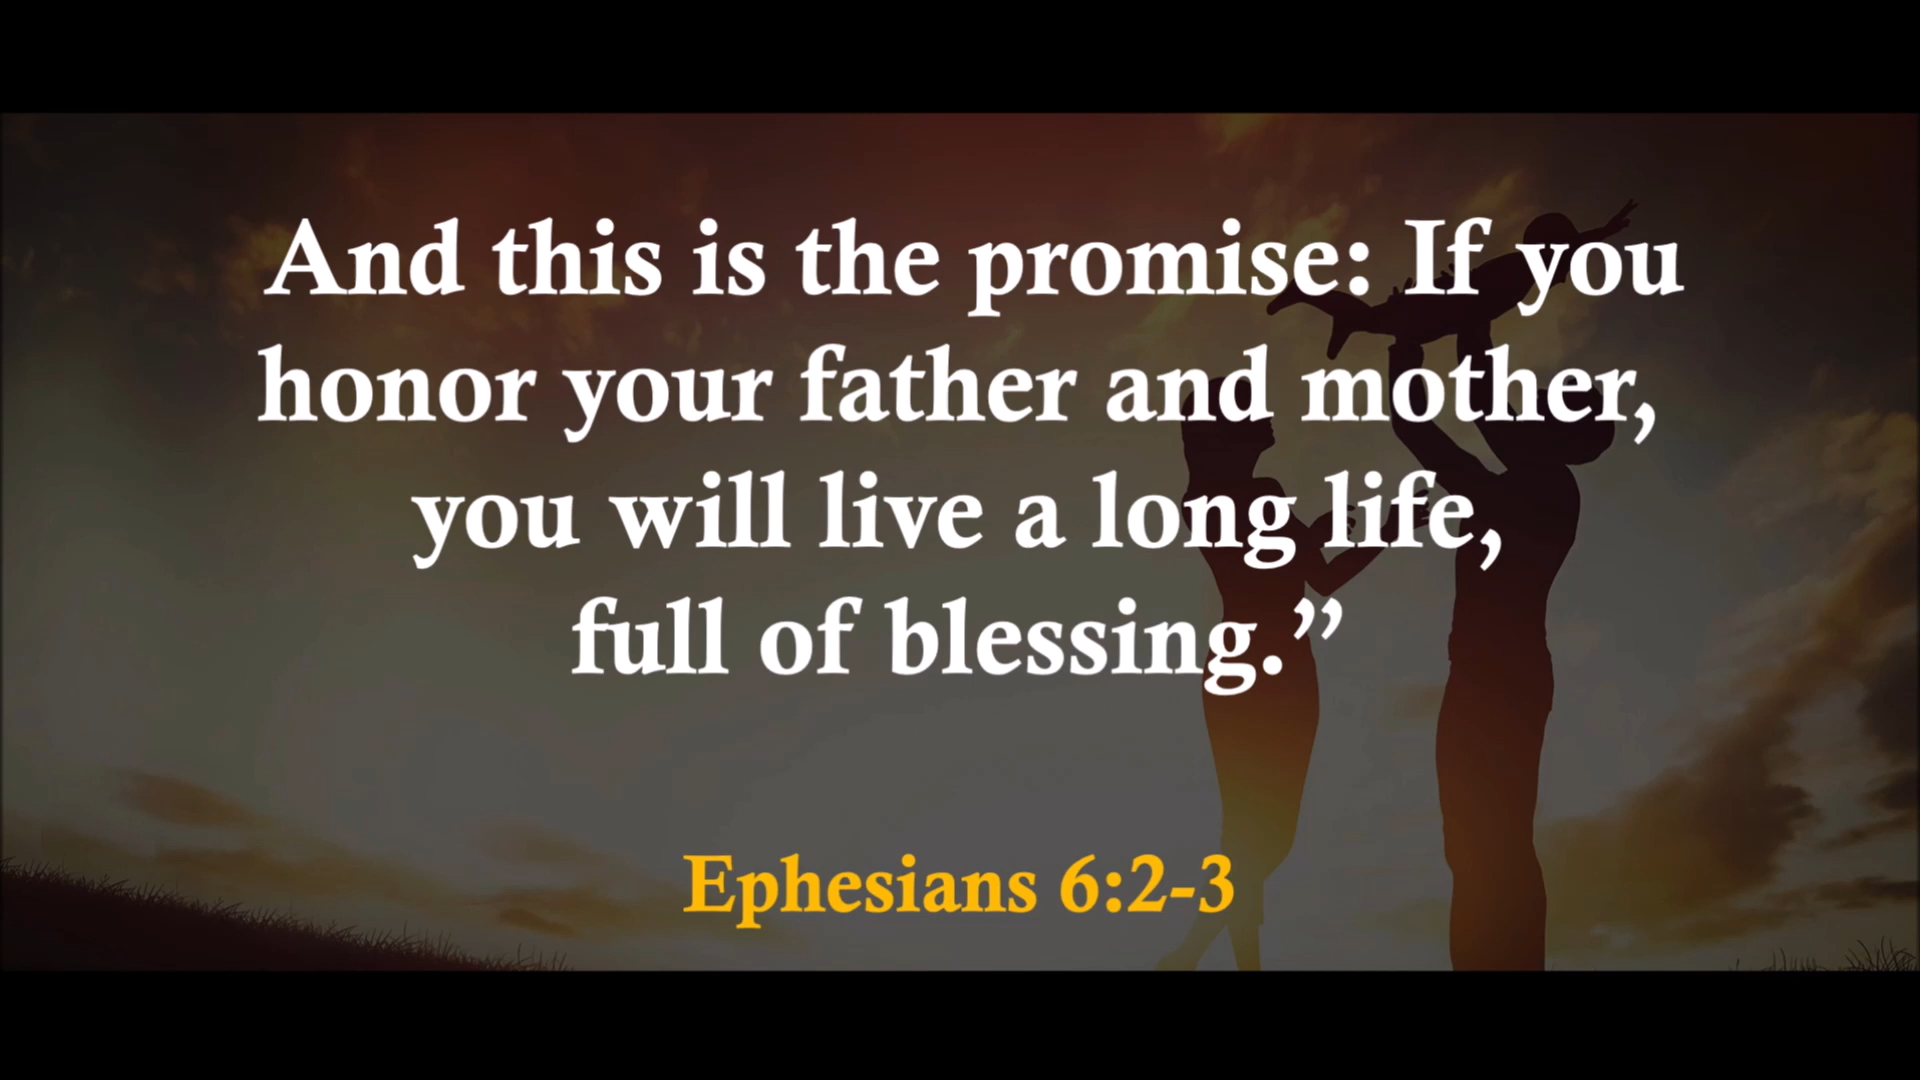 And this is the promise: If you
honor your father and mother,
you will live a long life,
full of blessing.”
Ephesians 6:2-3